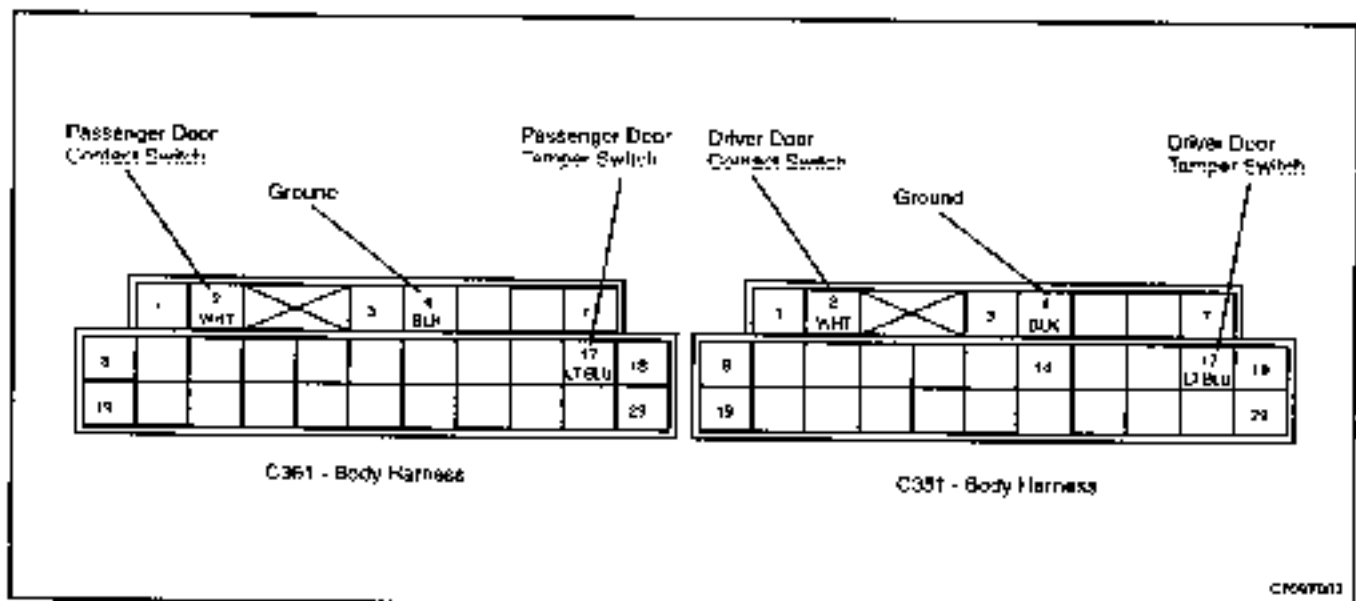 Passenger Door
Contact Switch
Ground
Passenger Door
Tamper Switch
Driver Door
Contact Switch
Ground
Driver Door
Tamper Switch
1 2 3 4 7
WHT BLK
8 17 18
LT BLU
19 29
1 2 3 4 7
WHT BLK
8 14 17 18
LT BLU
19 29
C361 - Body Harness
C351 - Body Harness